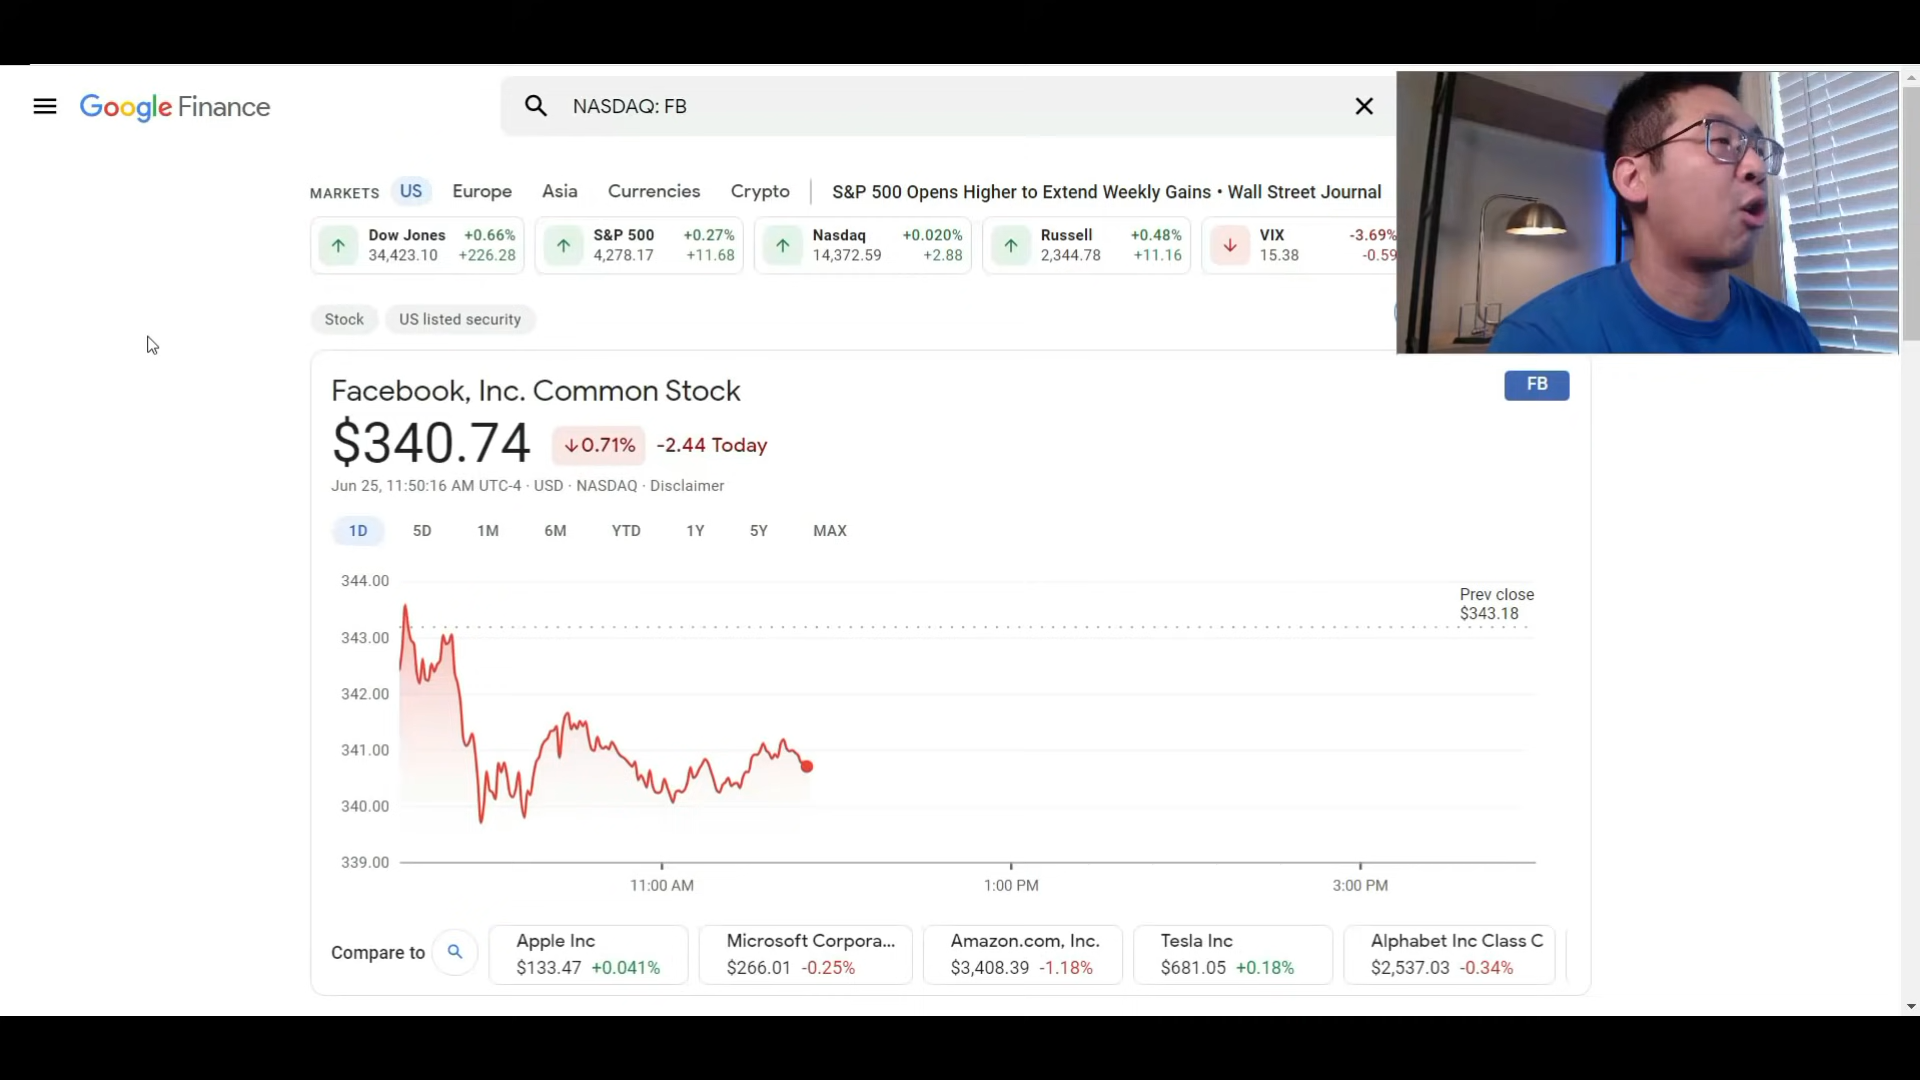 Google Finance
NASDAQ: FB
MARKETS US Europe Asia Currencies Crypto S&P 500 Opens Higher to Extend Weekly Gains • Wall Street Journal
Dow Jones +0.66% S&P 500 +0.27% Nasdaq +0.020% Russell +0.48% VIX -3.69%
34,423.10 +226.28 4,278.17 +11.68 14,372.59 +2.88 2,344.78 +11.16 15.38 -0.59
Stock US listed security
Facebook, Inc. Common Stock FB
$340.74 ↓0.71% -2.44 Today
Jun 25, 11:50:16 AM UTC-4 · USD · NASDAQ · Disclaimer
1D 5D 1M 6M YTD 1Y 5Y MAX
344.00
Prev close
$343.18
343.00
342.00
341.00
340.00
339.00
11:00 AM 1:00 PM 3:00 PM
Compare to
Apple Inc Microsoft Corpora... Amazon.com, Inc. Tesla Inc Alphabet Inc Class C
$133.47 +0.041% $266.01 -0.25% $3,408.39 -1.18% $681.05 +0.18% $2,537.03 -0.34%